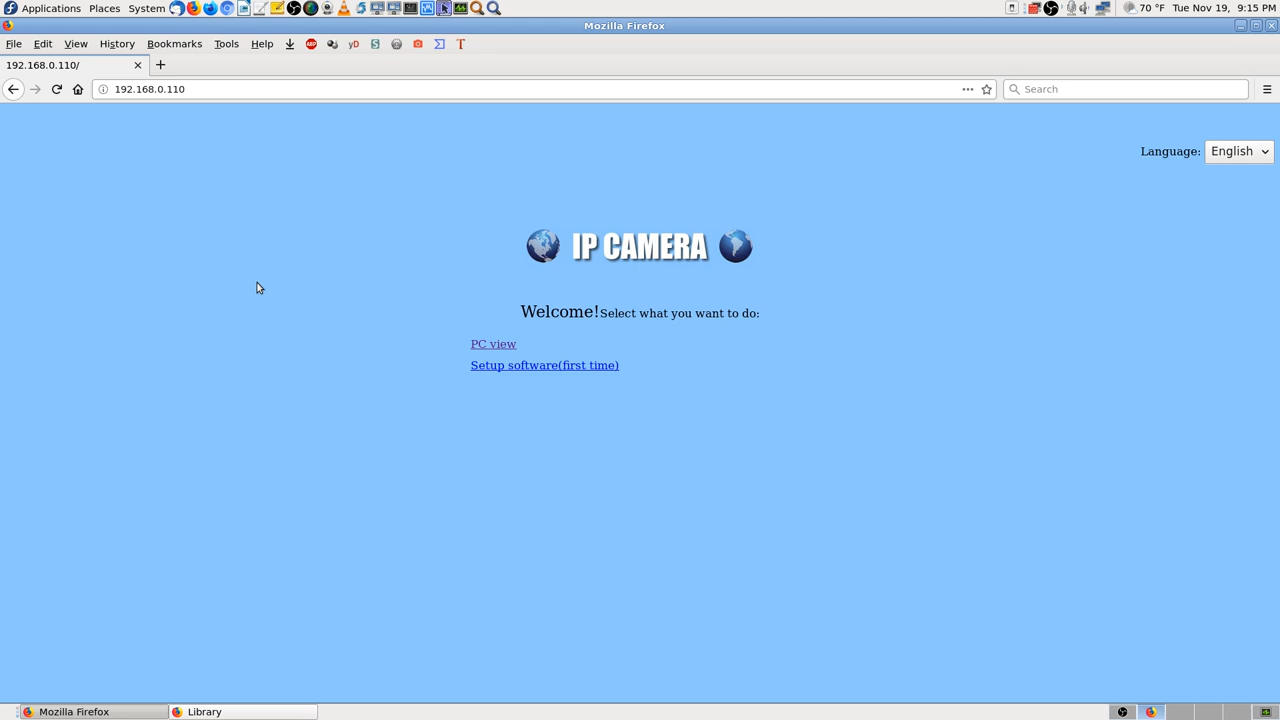 Applications Places System 70 °F Tue Nov 19, 9:15 PM
Mozilla Firefox
File Edit View History Bookmarks Tools Help ABP yD S T
192.168.0.110/
192.168.0.110 Search
Language: English
IP CAMERA
Welcome!Select what you want to do:
PC view
Setup software(first time)
Mozilla Firefox Library